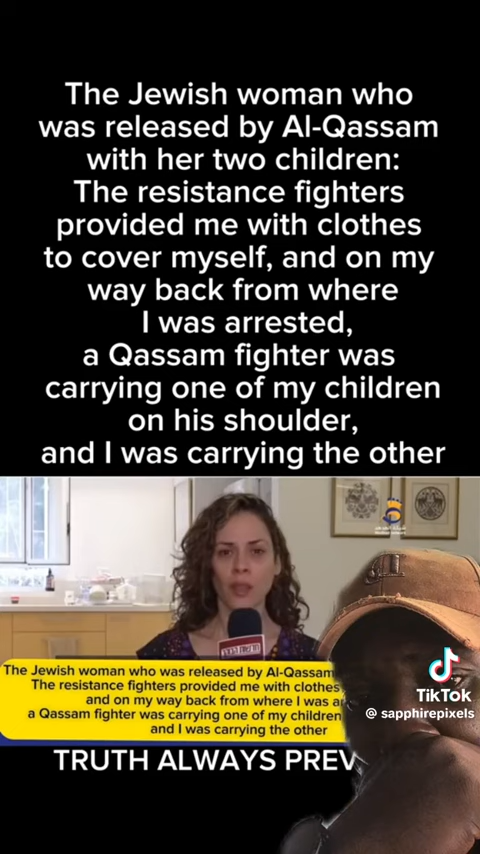 The Jewish woman who
was released by Al-Qassam
with her two children:
The resistance fighters
provided me with clothes
to cover myself, and on my
way back from where
I was arrested,
a Qassam fighter was
carrying one of my children
on his shoulder,
and I was carrying the other
The Jewish woman who was released by Al-Qassam
The resistance fighters provided me with clothes
and on my way back from where I was ar
a Qassam fighter was carrying one of my children
and I was carrying the other
TRUTH ALWAYS PREV
TikTok
@ sapphirepixels